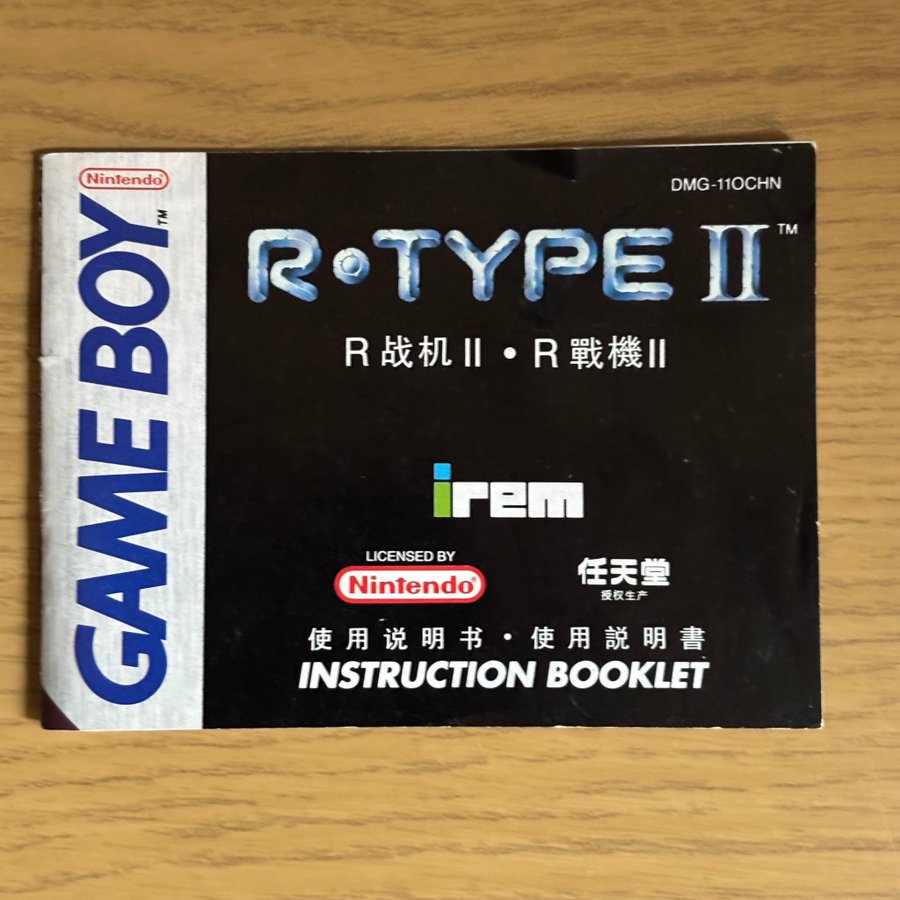 Nintendo
GAME BOY™
DMG-110CHN
R·TYPE II™
R战机II·R戰機II
irem
LICENSED BY
Nintendo
任天堂
授权生产
使用说明书·使用説明書
INSTRUCTION BOOKLET